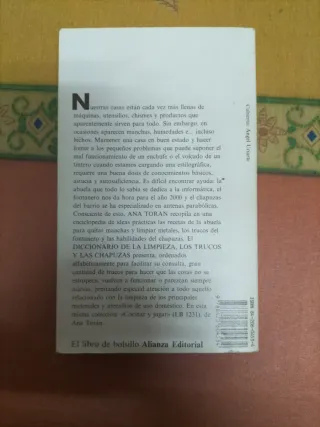 Nuestras casas están cada vez más llenas de
máquinas, utensilios, enseres y productos que
aparentemente sirven para todo. Sin embargo, en
ocasiones aparecen manchas, humedades e... incluso
bichos. Mantener una casa en buen estado y hacer
frente a los pequeños problemas que puede suponer el
mal funcionamiento de un enchufe o el volcado de un
tintero cuando estamos cargando una estilográfica,
requiere una buena dosis de conocimientos básicos,
y autosuficiencia. Es difícil encontrar ayuda: la
abuela que todo lo sabía se dedica a la informática, el
fontanero nos da hora para el año 2000 y el chapuzas
del barrio se ha especializado en antenas parabólicas.
Consciente de esto, ANA TORAN recopila en una
enciclopedia de ideas prácticas las recetas de la abuela
para quitar manchas y limpiar metales, los trucos del
fontanero y las habilidades del chapuzas. El
DICCIONARIO DE LA LIMPIEZA, LOS TRUCOS
Y LAS CHAPUZAS presenta, ordenados
alfabéticamente para facilitar su consulta, gran
cantidad de trucos para hacer que las cosas no se
estropeen, vuelvan a funcionar o parezcan siempre
nuevas, prestando especial atención a todo aquello
relacionado con la limpieza de los principales
materiales y utensilios de uso doméstico. En esta
misma colección: «Cocinar y jugar» (LB 1231), de
Ana Torán.
El libro de bolsillo Alianza Editorial
Cubierta: Ángel Uriarte